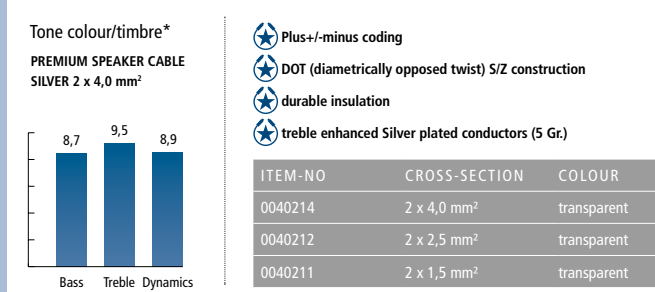 Tone colour/timbre*
PREMIUM SPEAKER CABLE
SILVER 2 x 4,0 mm²
8,7 9,5 8,9
Bass Treble Dynamics
Plus+/-minus coding
DOT (diametrically opposed twist) S/Z construction
durable insulation
treble enhanced Silver plated conductors (5 Gr.)
ITEM-NO CROSS-SECTION COLOUR
0040214 2 x 4,0 mm² transparent
0040212 2 x 2,5 mm² transparent
0040211 2 x 1,5 mm² transparent